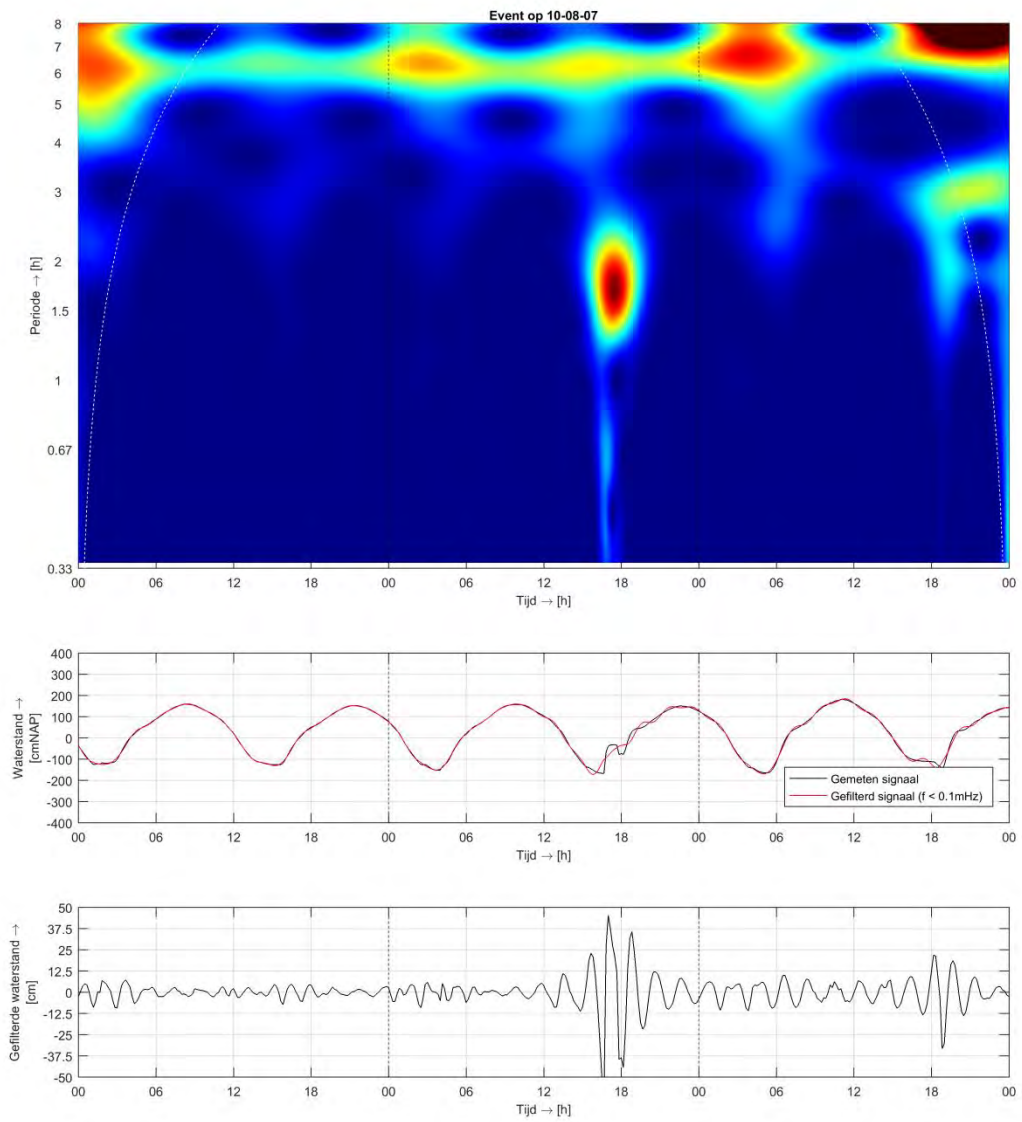 Event op 10-08-07
Periode → [h]
8
7
6
5
4
3
2
1.5
1
0.67
0.33
00 06 12 18 00 06 12 18 00 06 12 18 00
Tijd → [h]
Waterstand →
[cmNAP]
400
300
200
100
0
-100
-200
-300
-400
Gemeten signaal
Gefilterd signaal (f < 0.1mHz)
00 06 12 18 00 06 12 18 00 06 12 18 00
Tijd → [h]
Gefilterde waterstand →
[cm]
50
37.5
25
12.5
0
-12.5
-25
-37.5
-50
00 06 12 18 00 06 12 18 00 06 12 18 00
Tijd → [h]